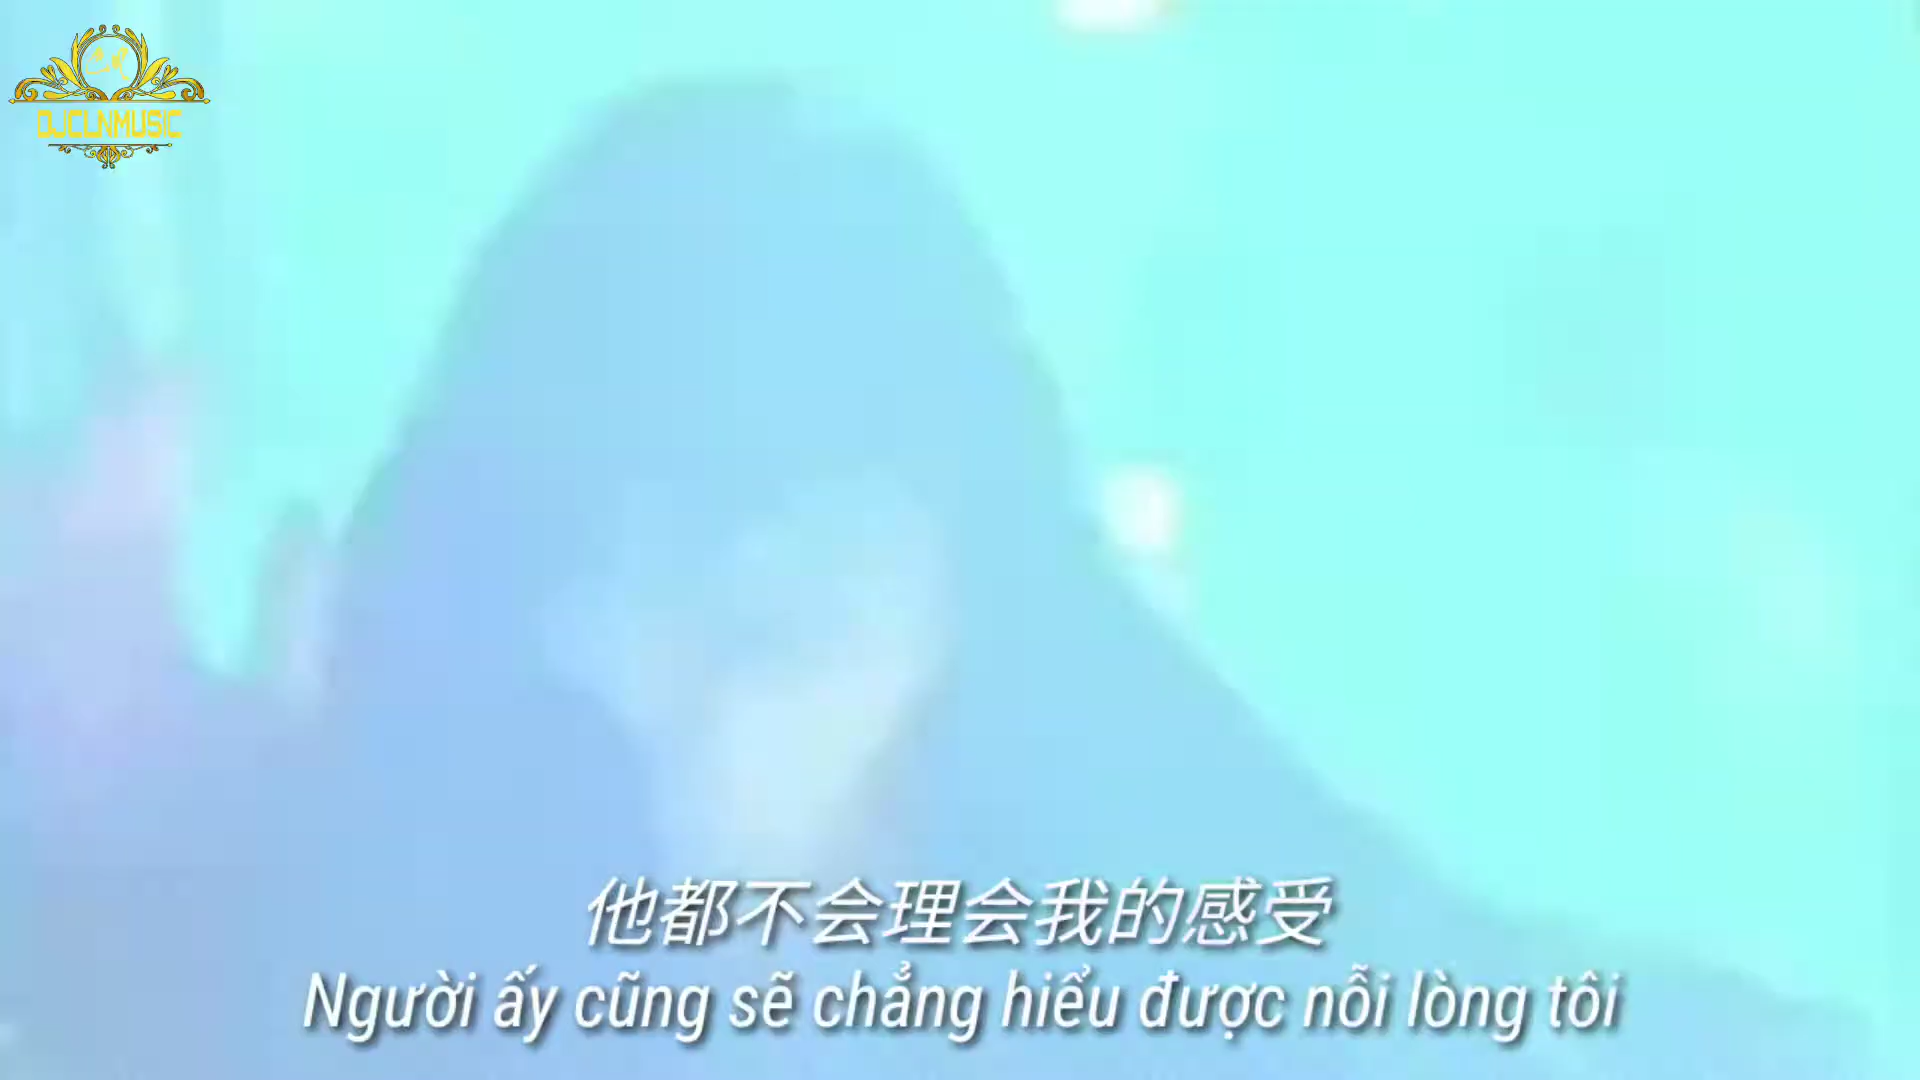 DJCLNMUSIC
他都不会理会我的感受
Người ấy cũng sẽ chẳng hiểu được nỗi lòng tôi